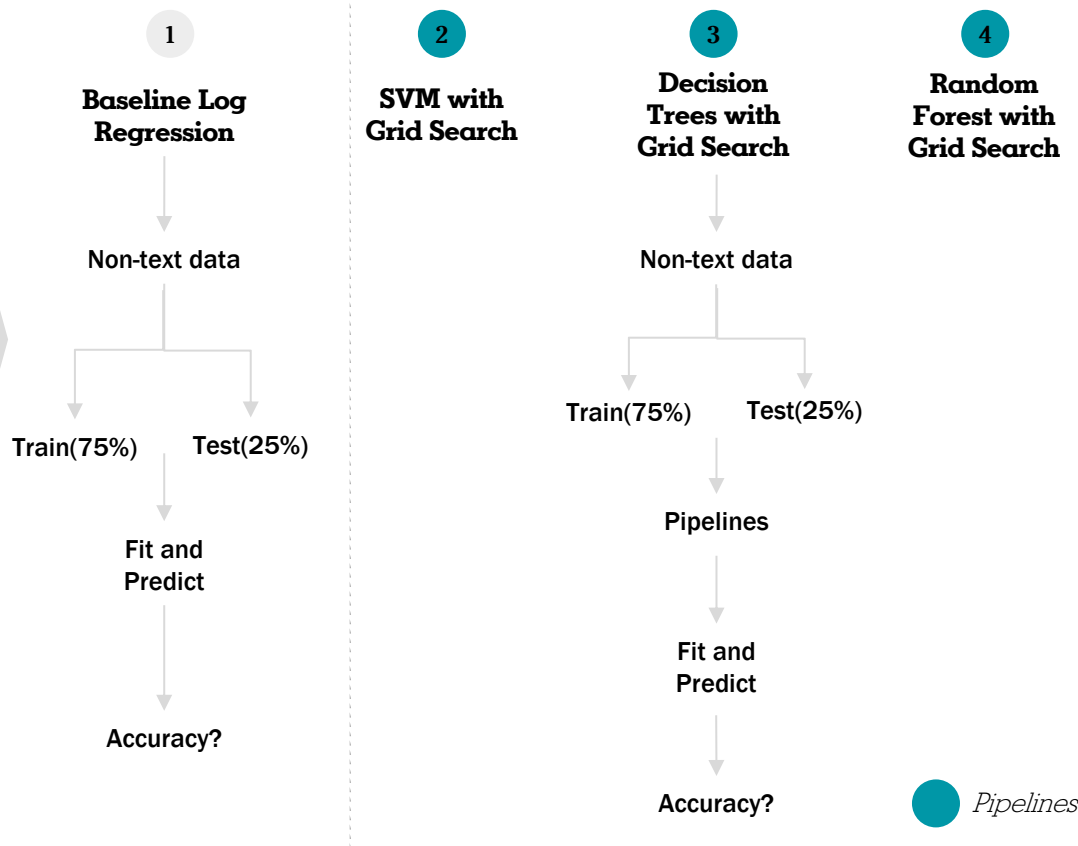 1
Baseline Log
Regression
Non-text data
Train(75%)
Test(25%)
Fit and
Predict
Accuracy?
2
SVM with
Grid Search
3
Decision
Trees with
Grid Search
4
Random
Forest with
Grid Search
Non-text data
Train(75%)
Test(25%)
Pipelines
Fit and
Predict
Accuracy?
Pipelines